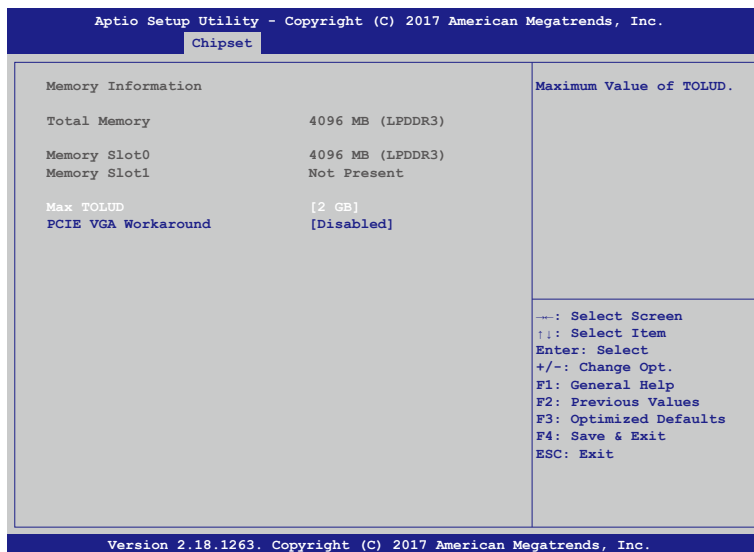 Aptio Setup Utility - Copyright (C) 2017 American Megatrends, Inc.
Chipset
Memory Information
Total Memory 4096 MB (LPDDR3)
Memory Slot0 4096 MB (LPDDR3)
Memory Slot1 Not Present
Max TOLUD [2 GB]
PCIE VGA Workaround [Disabled]
Maximum Value of TOLUD.
→←: Select Screen
↑↓: Select Item
Enter: Select
+/-: Change Opt.
F1: General Help
F2: Previous Values
F3: Optimized Defaults
F4: Save & Exit
ESC: Exit
Version 2.18.1263. Copyright (C) 2017 American Megatrends, Inc.